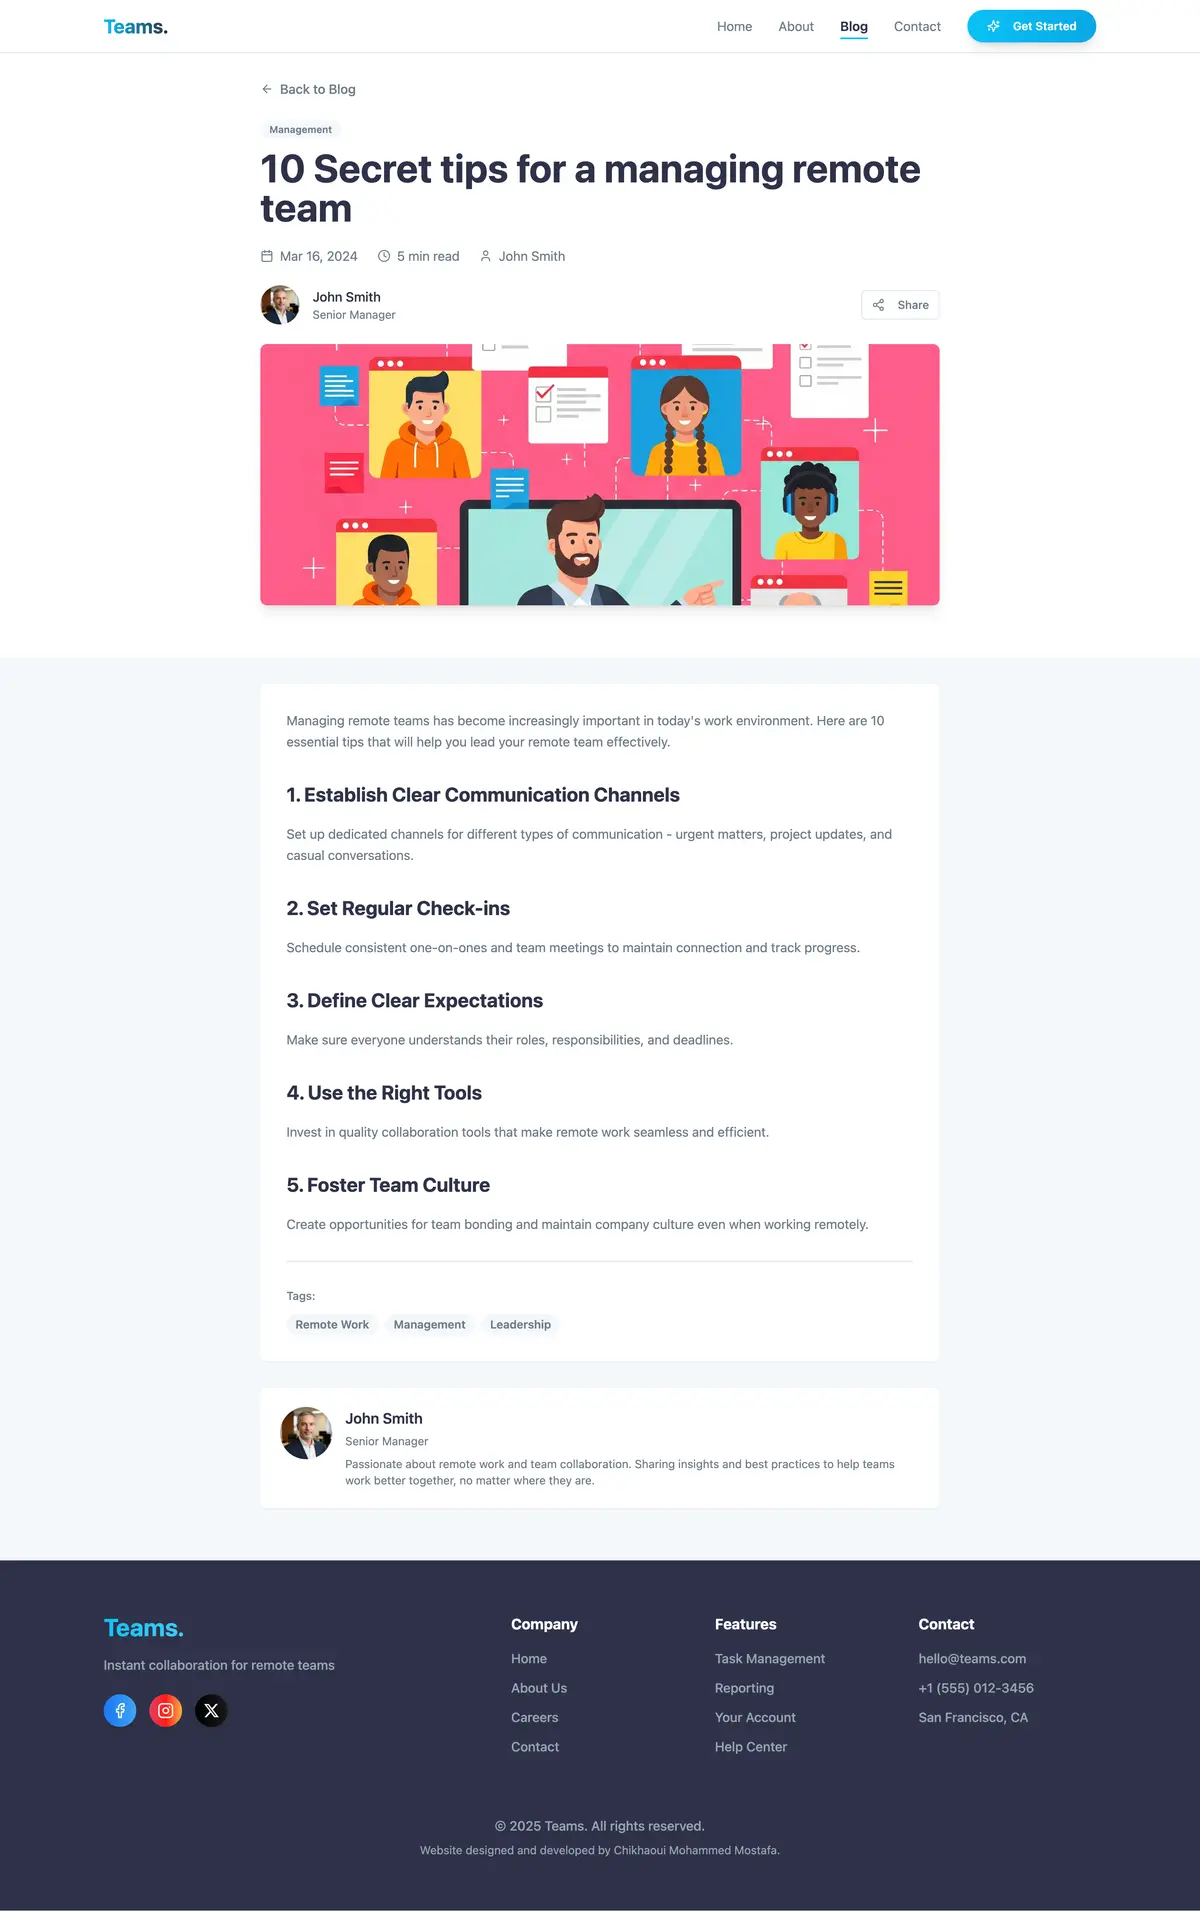 Teams.
Home
About
Blog
Contact
Get Started
Back to Blog
Management
10 Secret tips for a managing remote
team
Mar 16, 2024
5 min read
John Smith
John Smith
Senior Manager
Share
Managing remote teams has become increasingly important in today's work environment. Here are 10
essential tips that will help you lead your remote team effectively.
1. Establish Clear Communication Channels
Set up dedicated channels for different types of communication - urgent matters, project updates, and
casual conversations.
2. Set Regular Check-ins
Schedule consistent one-on-ones and team meetings to maintain connection and track progress.
3. Define Clear Expectations
Make sure everyone understands their roles, responsibilities, and deadlines.
4. Use the Right Tools
Invest in quality collaboration tools that make remote work seamless and efficient.
5. Foster Team Culture
Create opportunities for team bonding and maintain company culture even when working remotely.
Tags:
Remote Work
Management
Leadership
John Smith
Senior Manager
Passionate about remote work and team collaboration. Sharing insights and best practices to help teams
work better together, no matter where they are.
Teams.
Instant collaboration for remote teams
Company
Home
About Us
Careers
Contact
Features
Task Management
Reporting
Your Account
Help Center
Contact
hello@teams.com
+1 (555) 012-3456
San Francisco, CA
© 2025 Teams. All rights reserved.
Website designed and developed by Chikhaoui Mohammed Mostafa.